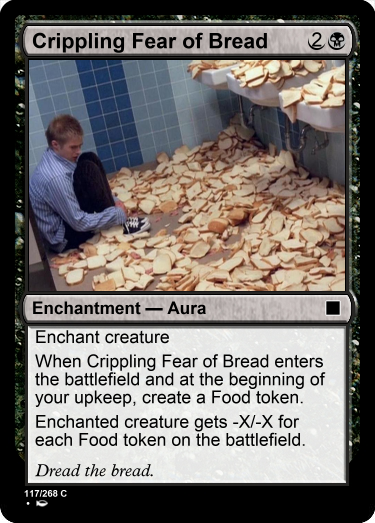 Crippling Fear of Bread 2
Enchantment — Aura
Enchant creature
When Crippling Fear of Bread enters
the battlefield and at the beginning of
your upkeep, create a Food token.
Enchanted creature gets -X/-X for
each Food token on the battlefield.
Dread the bread.
117/268 C